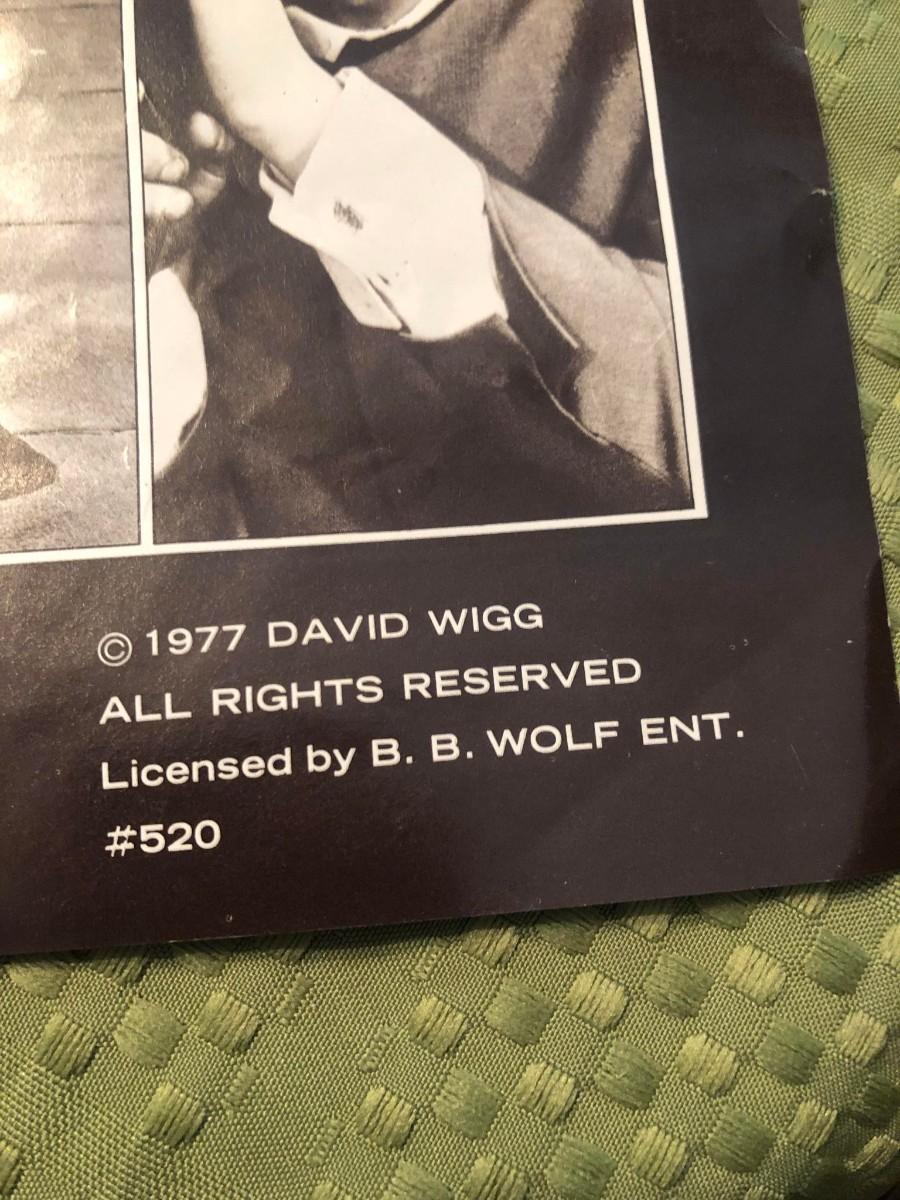 © 1977 DAVID WIGG
ALL RIGHTS RESERVED
Licensed by B. B. WOLF ENT.
#520